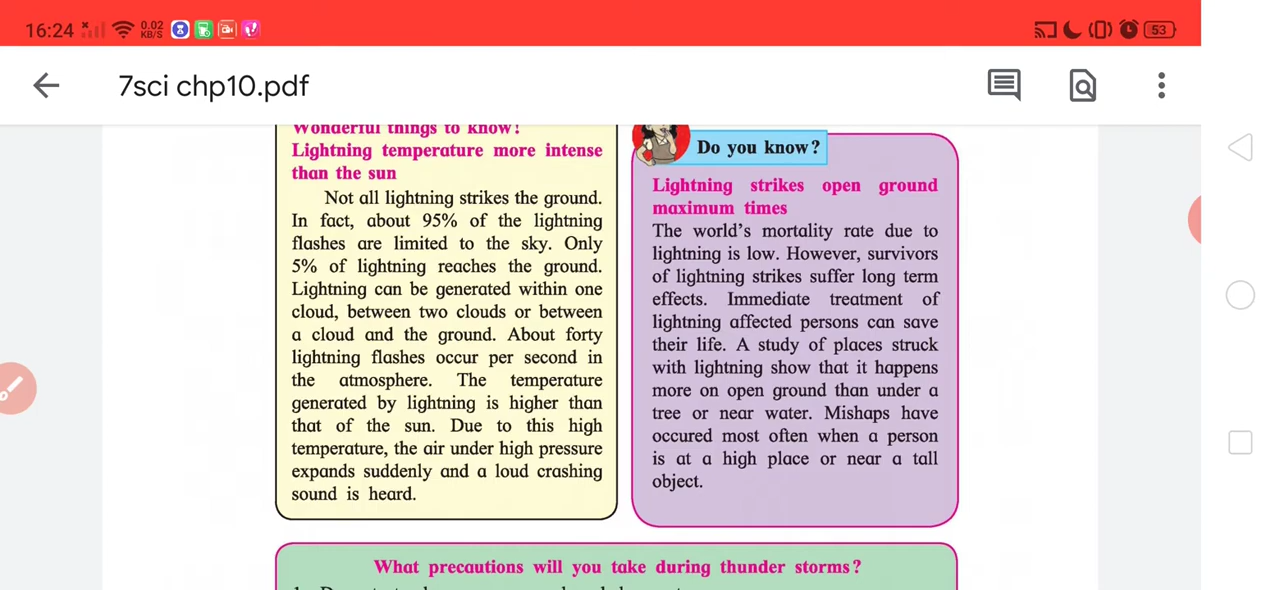 16:24
0.02
KB/S
53
7sci chp10.pdf
Wonderful things to know!
Lightning temperature more intense
than the sun
Not all lightning strikes the ground.
In fact, about 95% of the lightning
flashes are limited to the sky. Only
5% of lightning reaches the ground.
Lightning can be generated within one
cloud, between two clouds or between
a cloud and the ground. About forty
lightning flashes occur per second in
the atmosphere. The temperature
generated by lightning is higher than
that of the sun. Due to this high
temperature, the air under high pressure
expands suddenly and a loud crashing
sound is heard.
Do you know?
Lightning strikes open ground
maximum times
The world's mortality rate due to
lightning is low. However, survivors
of lightning strikes suffer long term
effects. Immediate treatment of
lightning affected persons can save
their life. A study of places struck
with lightning show that it happens
more on open ground than under a
tree or near water. Mishaps have
occured most often when a person
is at a high place or near a tall
object.
What precautions will you take during thunder storms?